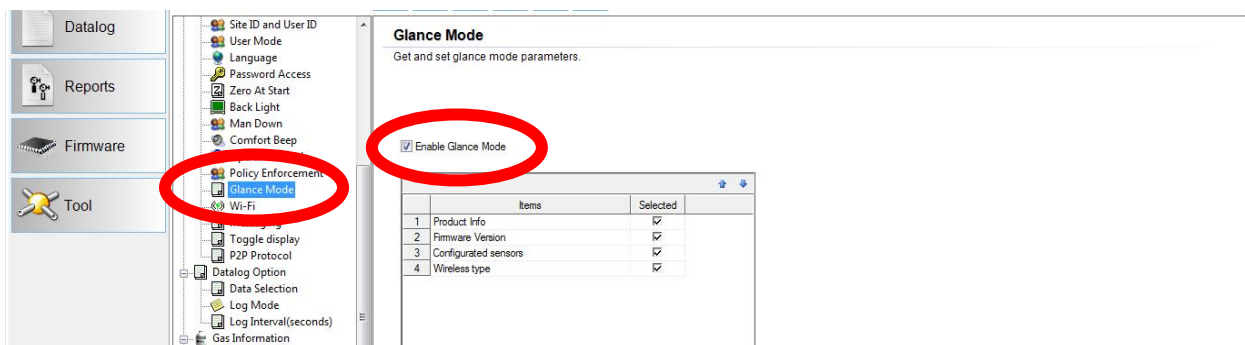 Datalog
Reports
Firmware
Tool
Site ID and User ID
User Mode
Language
Password Access
Zero At Start
Back Light
Man Down
Comfort Beep
Policy Enforcement
Glance Mode
Wi-Fi
Toggle display
P2P Protocol
Datalog Option
Data Selection
Log Mode
Log Interval(seconds)
Gas Information
Glance Mode
Get and set glance mode parameters.
Enable Glance Mode
Items Selected
1 Product Info
2 Firmware Version
3 Configurated sensors
4 Wireless type